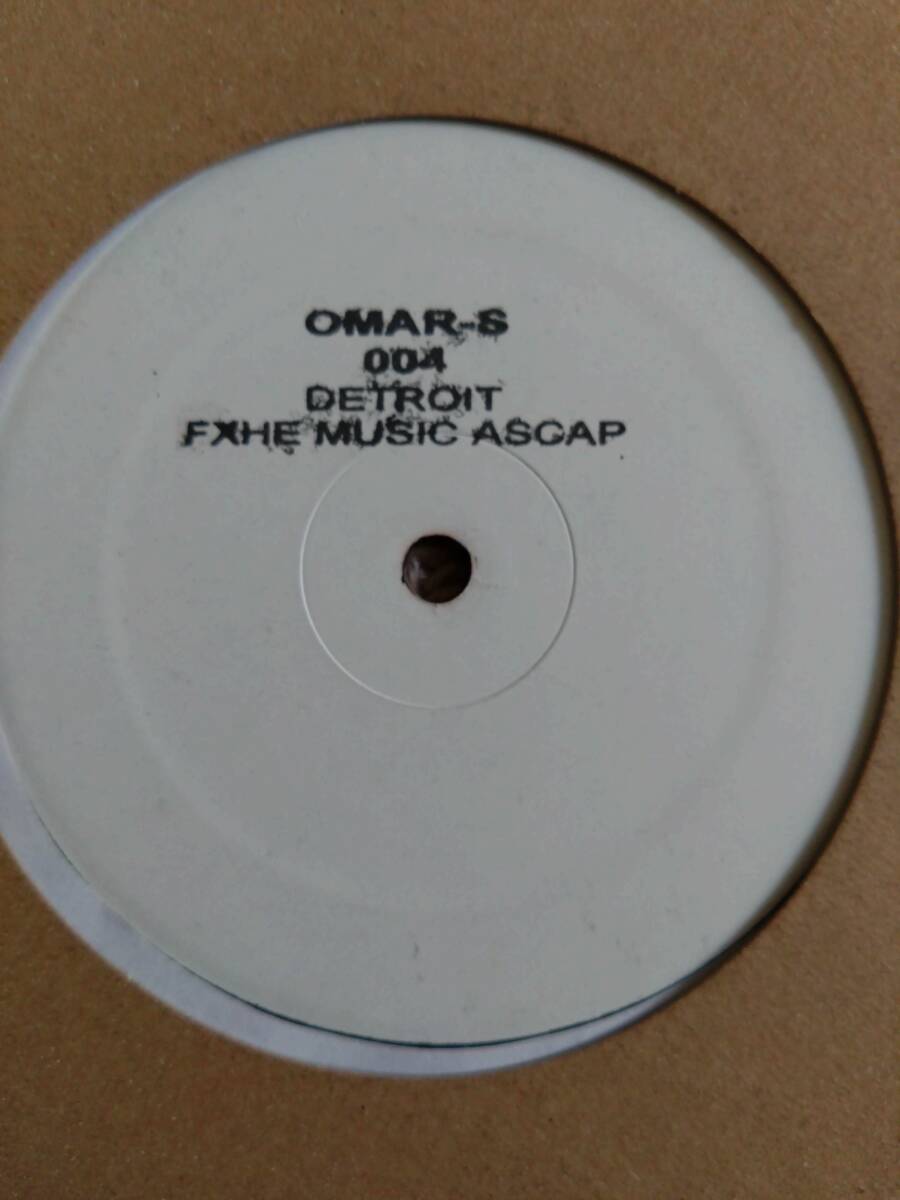 OMAR-S
004
DETROIT
FXHE MUSIC ASCAP